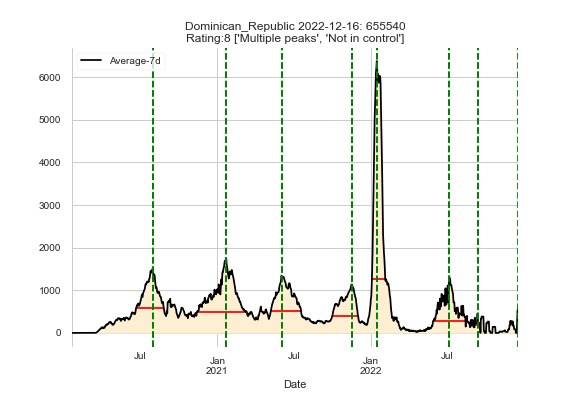 Dominican_Republic 2022-12-16: 655540
Rating:8 ['Multiple peaks', 'Not in control']
Average-7d
6000
5000
4000
3000
2000
1000
0
Jul
Jan
2021
Jul
Jan
2022
Jul
Date